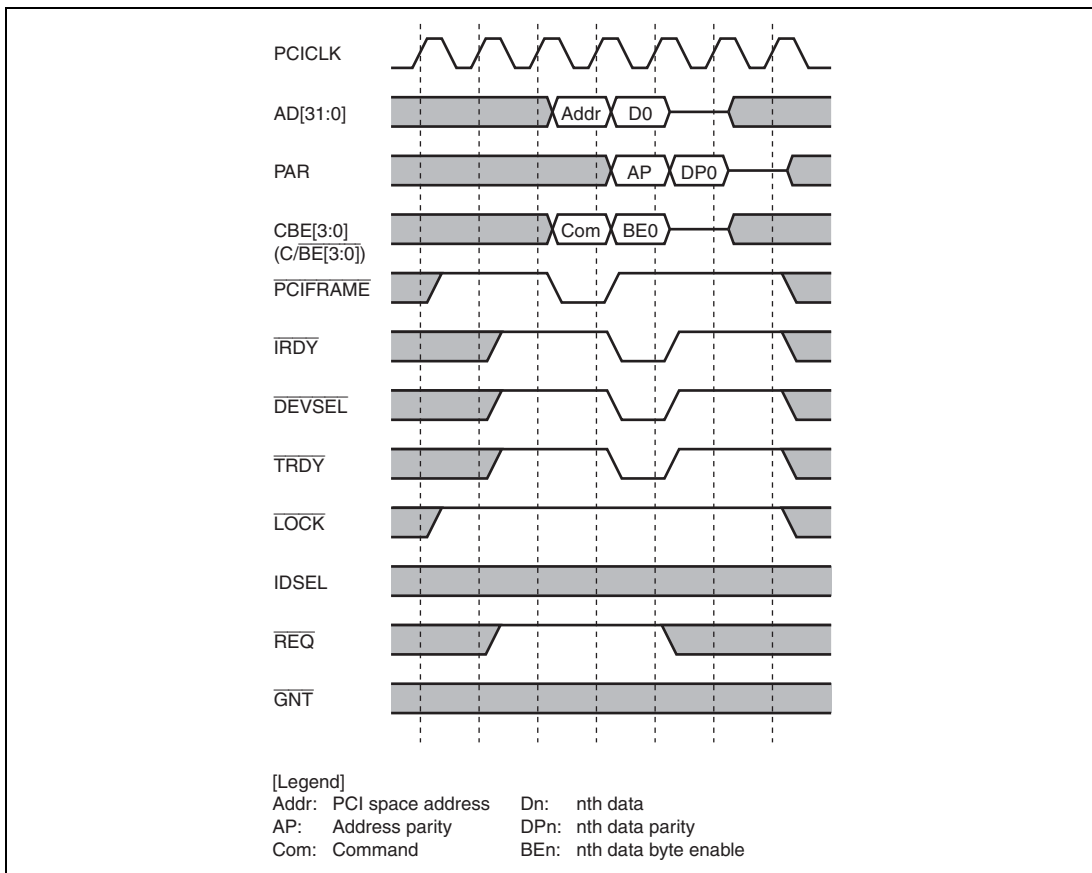 PCICLK
AD[31:0] Addr D0
PAR AP DP0
CBE[3:0] Com BE0
(C/BE[3:0])
PCIFRAME
IRDY
DEVSEL
TRDY
LOCK
IDSEL
REQ
GNT
[Legend]
Addr: PCI space address Dn: nth data
AP: Address parity DPn: nth data parity
Com: Command BEn: nth data byte enable